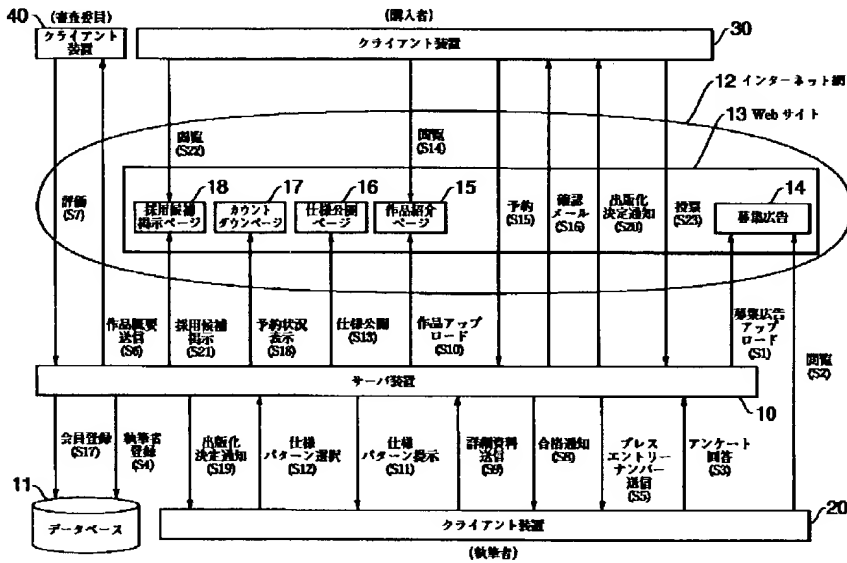 40
(審査委員)
クライアント
装置
(購入者)
クライアント装置
30
12 インターネット網
13 Webサイト
閲覧
(S22)
閲覧
(S14)
評価
(S7)
18
17
16
15
14
採用候補
掲示ページ
カウント
ダウンページ
仕様公開
ページ
作品紹介
ページ
募集広告
予約
(S15)
確認
メール
(S16)
出版化
決定通知
(S20)
投票
(S23)
作品概要
送信
(S6)
採用候補
掲示
(S21)
予約状況
表示
(S18)
仕様公開
(S13)
作品アップ
ロード
(S10)
募集広告
アップ
ロード
(S1)
閲覧
(S2)
サーバ装置
10
会員登録
(S17)
執筆者
登録
(S4)
出版化
決定通知
(S19)
仕様
パターン選択
(S12)
仕様
パターン提示
(S11)
詳細資料
送信
(S9)
合格通知
(S8)
プレス
エントリー
ナンバー
送信
(S5)
アンケート
回答
(S3)
11
データベース
クライアント装置
20
(執筆者)